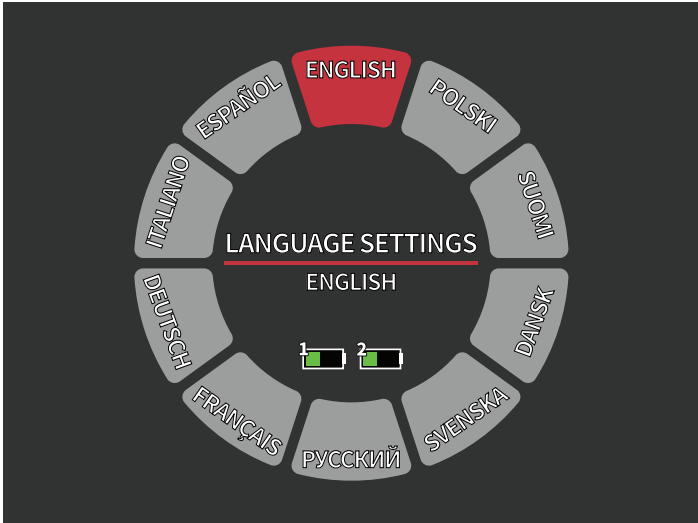 ENGLISH
POLSKI
SUOMI
DANSK
SVENSKA
РУССКИЙ
FRANÇAIS
DEUTSCH
ITALIANO
ESPAÑOL
LANGUAGE SETTINGS
ENGLISH
1 2